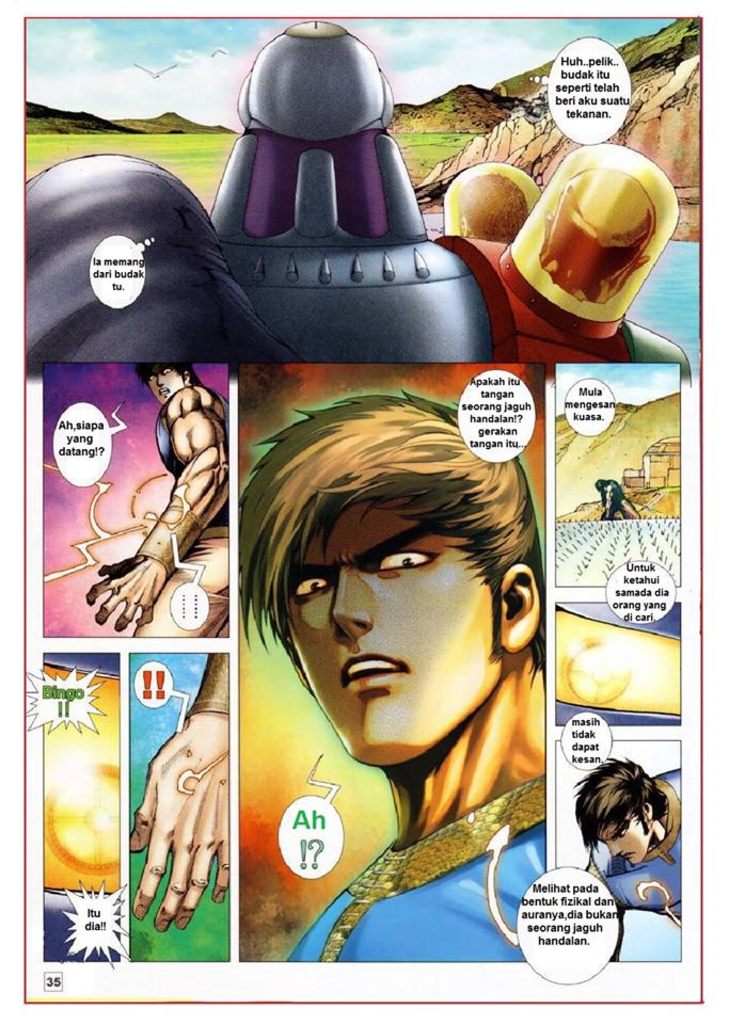 Huh..pelik..
budak itu
seperti telah
beri aku suatu
tekanan.
Ia memang
dari budak
tu.
Ah,siapa
yang
datang!?
::::
Apakah itu
tangan
seorang jaguh
handalan!?
gerakan
tangan itu...
Mula
mengesan
kuasa.
Untuk
ketahui
samada dia
orang yang
di cari.
masih
tidak
dapat
kesan.
Melihat pada
bentuk fizikal dan
auranya,dia bukan
seorang jaguh
handalan.
Ah
!?
!!
Bingo
!!
Itu
dia!!
35